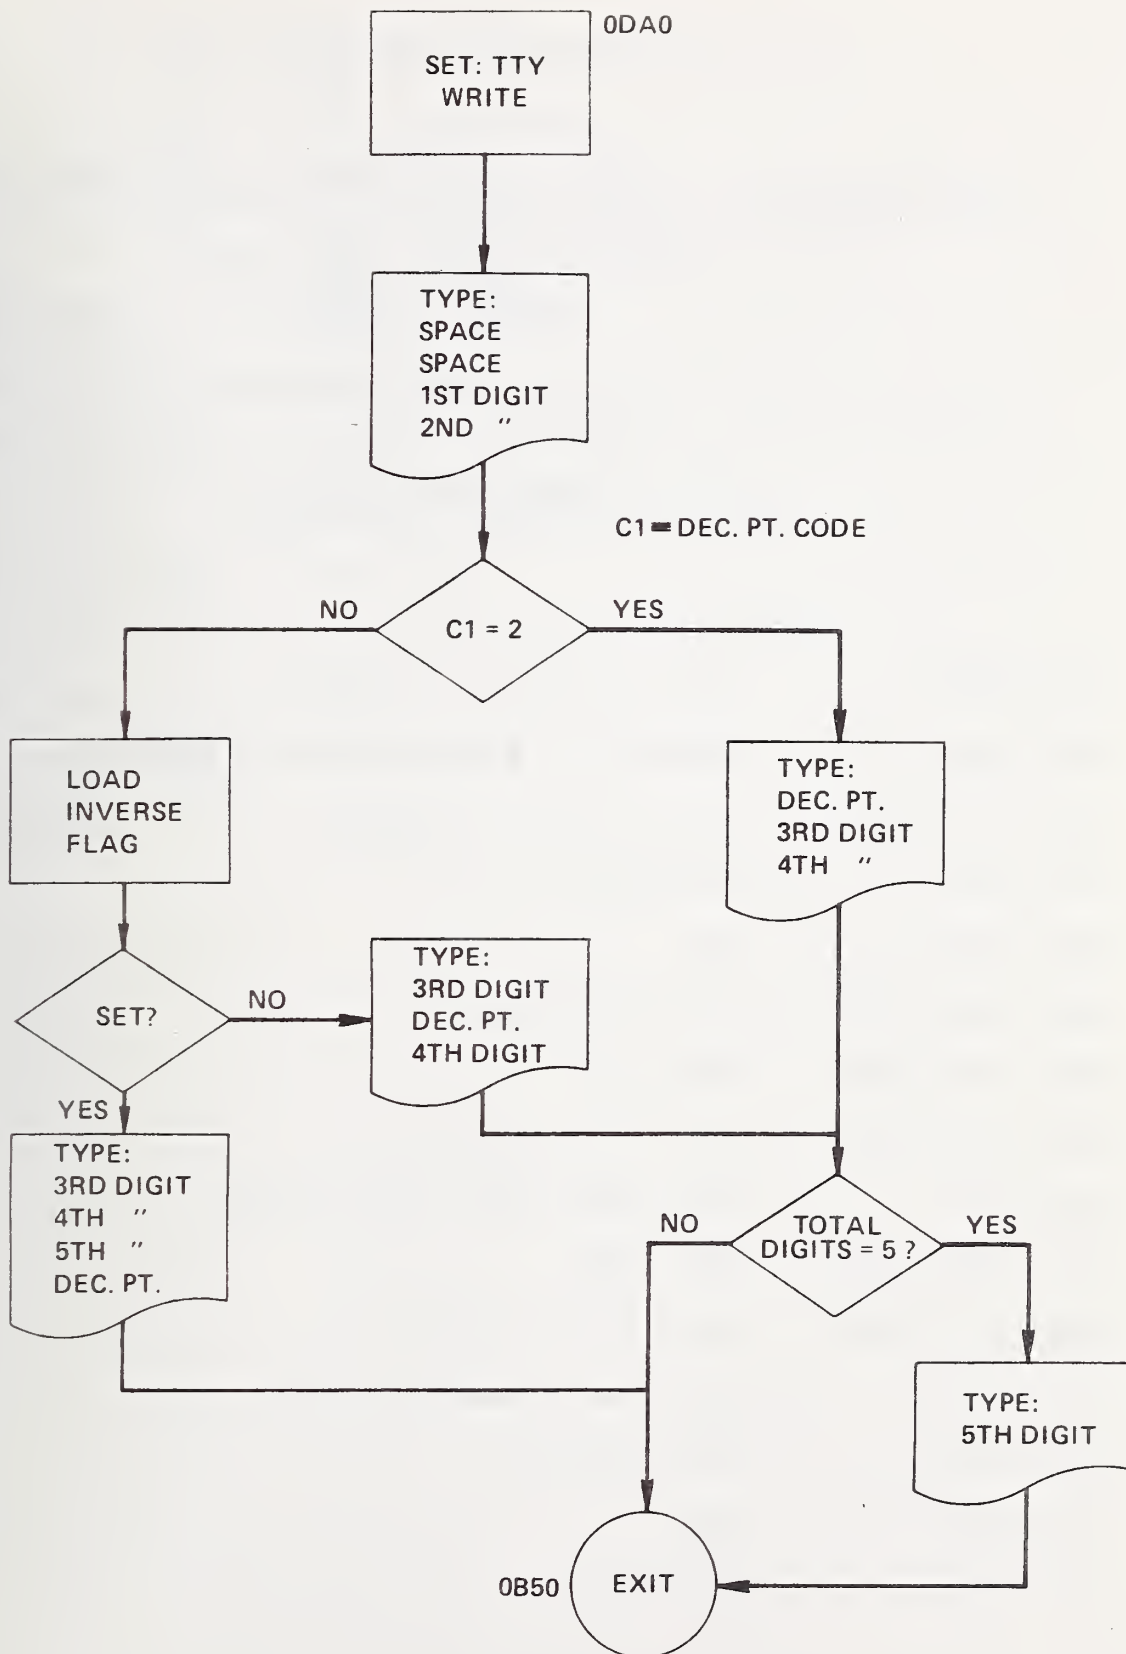 0DA0
SET: TTY
WRITE
TYPE:
SPACE
SPACE
1ST DIGIT
2ND "
C1 = DEC. PT. CODE
NO
C1 = 2
YES
LOAD
INVERSE
FLAG
TYPE:
DEC. PT.
3RD DIGIT
4TH "
SET?
NO
TYPE:
3RD DIGIT
DEC. PT.
4TH DIGIT
YES
TYPE:
3RD DIGIT
4TH "
5TH "
DEC. PT.
NO
TOTAL
DIGITS = 5 ?
YES
TYPE:
5TH DIGIT
0B50
EXIT